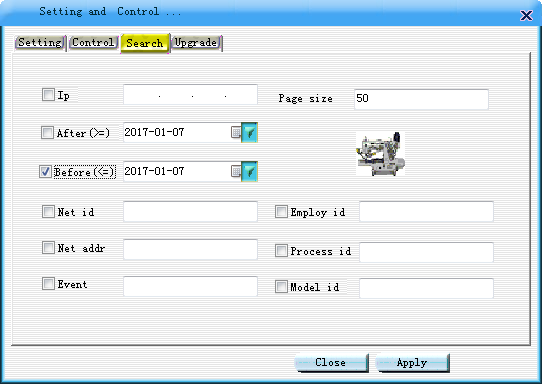 Setting and Control ...
Setting Control Search Upgrade
Ip . . . Page size 50
After(>=) 2017-01-07
Before(<=) 2017-01-07
Net id Employ id
Net addr Process id
Event Model id
Close Apply